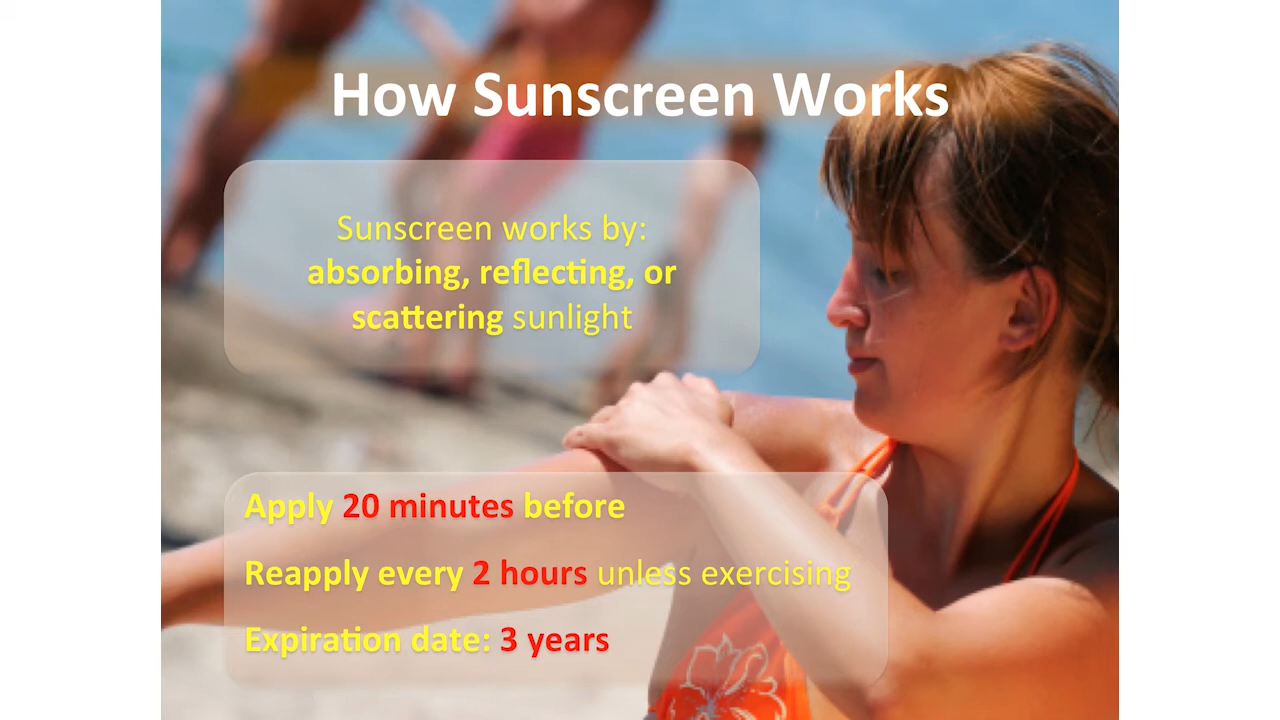 How Sunscreen Works
Sunscreen works by:
absorbing, reflecting, or
scattering sunlight
Apply 20 minutes before
Reapply every 2 hours unless exercising
Expiration date: 3 years